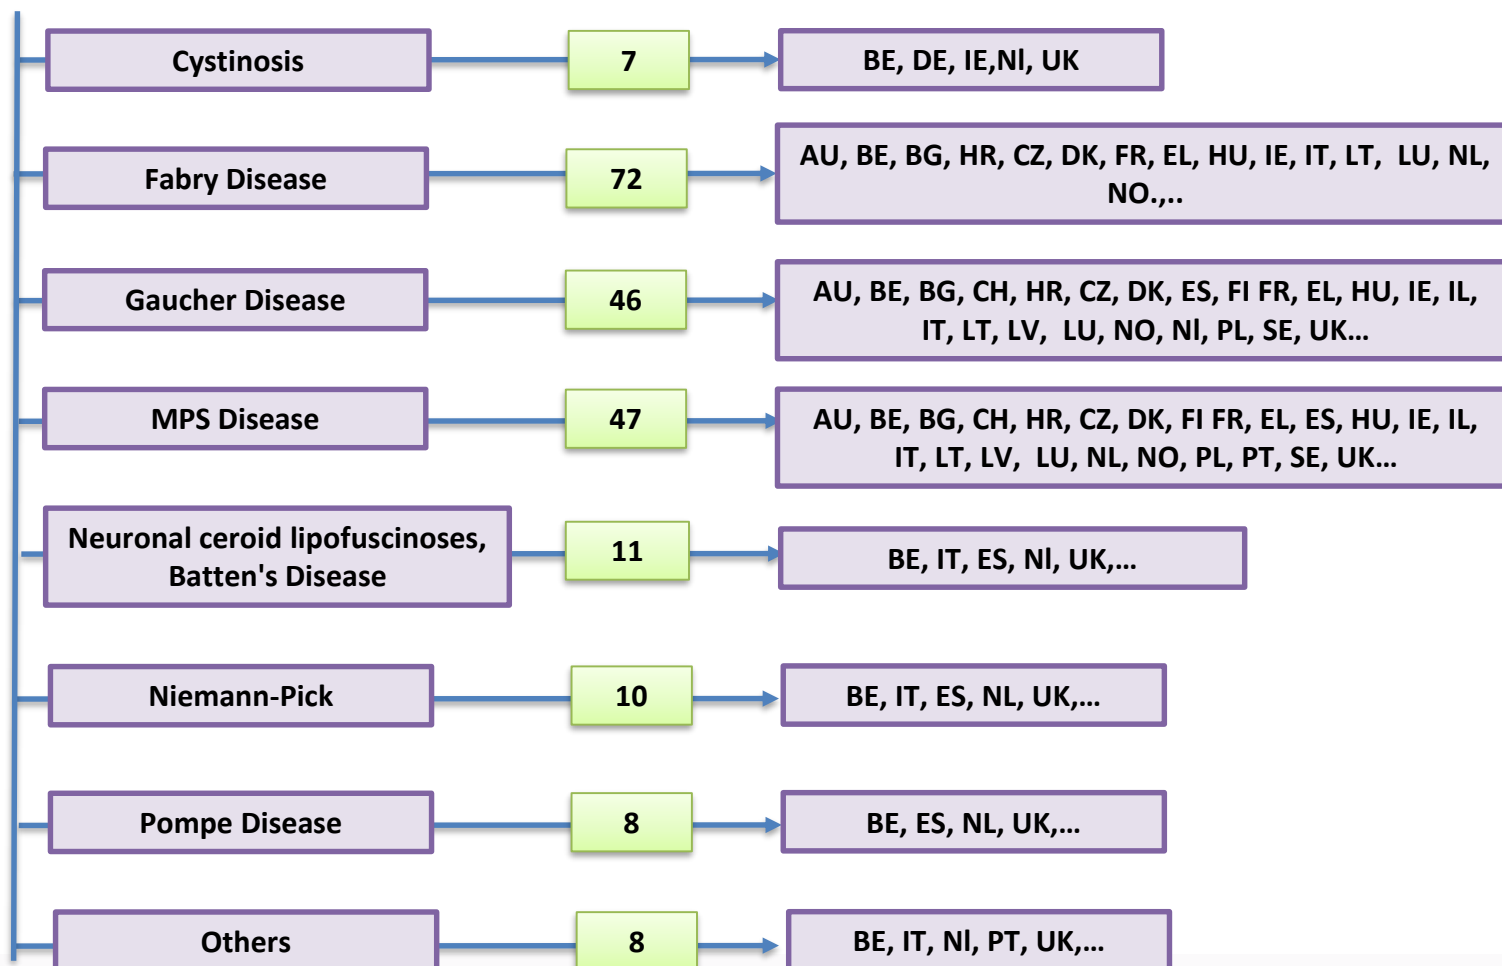 Cystinosis
7
BE, DE, IE,Nl, UK
Fabry Disease
72
AU, BE, BG, HR, CZ, DK, FR, EL, HU, IE, IT, LT,  LU, NL,
NO.,..
Gaucher Disease
46
AU, BE, BG, CH, HR, CZ, DK, ES, FI FR, EL, HU, IE, IL,
IT, LT, LV,  LU, NO, Nl, PL, SE, UK...
MPS Disease
47
AU, BE, BG, CH, HR, CZ, DK, FI FR, EL, ES, HU, IE, IL,
IT, LT, LV,  LU, NL, NO, PL, PT, SE, UK...
Neuronal ceroid lipofuscinoses,
Batten's Disease
11
BE, IT, ES, Nl, UK,...
Niemann-Pick
10
BE, IT, ES, NL, UK,...
Pompe Disease
8
BE, ES, NL, UK,...
Others
8
BE, IT, Nl, PT, UK,...